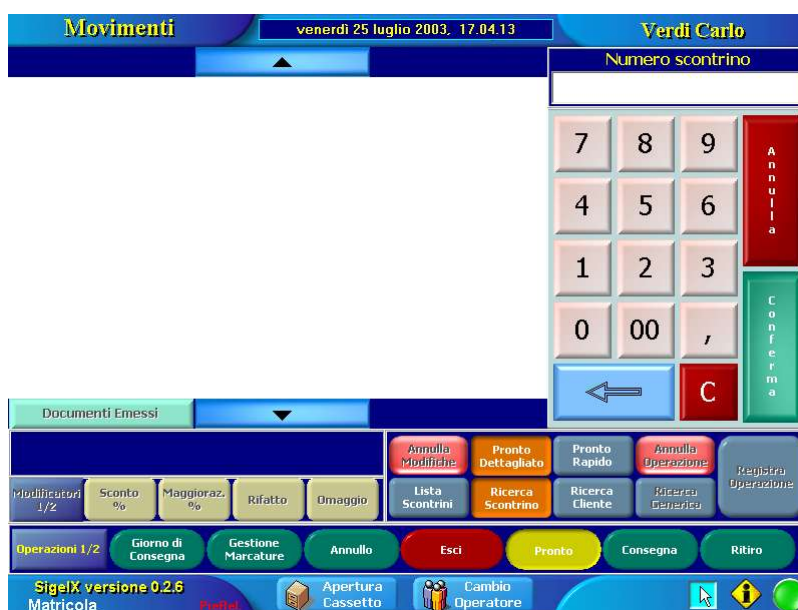 Movimenti
venerdì 25 luglio 2003, 17.04.13
Verdi Carlo
Numero scontrino
7 8 9
Annulla
4 5 6
1 2 3
Conferma
0 00 ,
C
Documenti Emessi
Annulla Modifiche
Pronto Dettagliato
Pronto Rapido
Annulla Operazione
Registra Operazione
Modificatori 1/2
Sconto %
Maggioraz. %
Rifatto
Omaggio
Lista Scontrini
Ricerca Scontrino
Ricerca Cliente
Ricerca Generica
Operazioni 1/2
Giorno di Consegna
Gestione Marcature
Annullo
Esci
Pronto
Consegna
Ritiro
SigelX versione 0.2.6
Matricola
Apertura Cassetto
Cambio Operatore